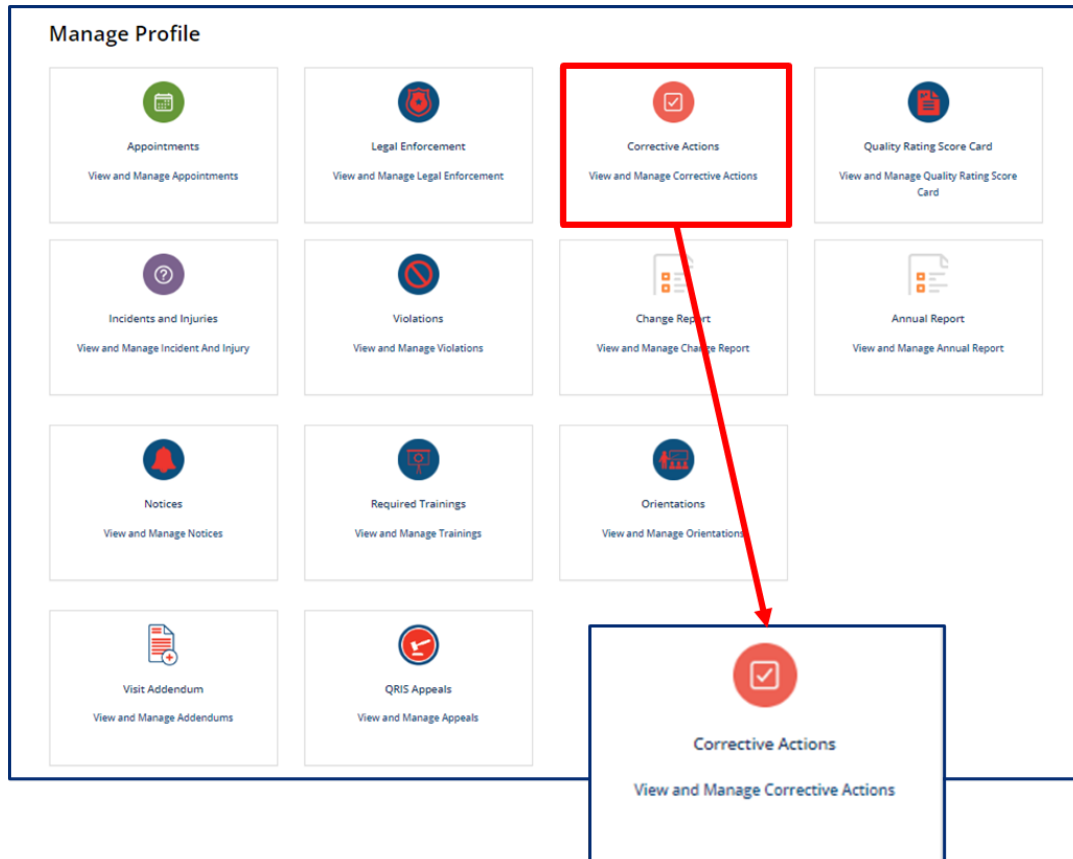 Manage Profile
Appointments
View and Manage Appointments
Legal Enforcement
View and Manage Legal Enforcement
Corrective Actions
View and Manage Corrective Actions
Quality Rating Score Card
View and Manage Quality Rating Score
Card
Incidents and Injuries
View and Manage Incident And Injury
Violations
View and Manage Violations
Change Report
View and Manage Change Report
Annual Report
View and Manage Annual Report
Notices
View and Manage Notices
Required Trainings
View and Manage Trainings
Orientations
View and Manage Orientations
Visit Addendum
View and Manage Addendums
QRIS Appeals
View and Manage Appeals
Corrective Actions
View and Manage Corrective Actions